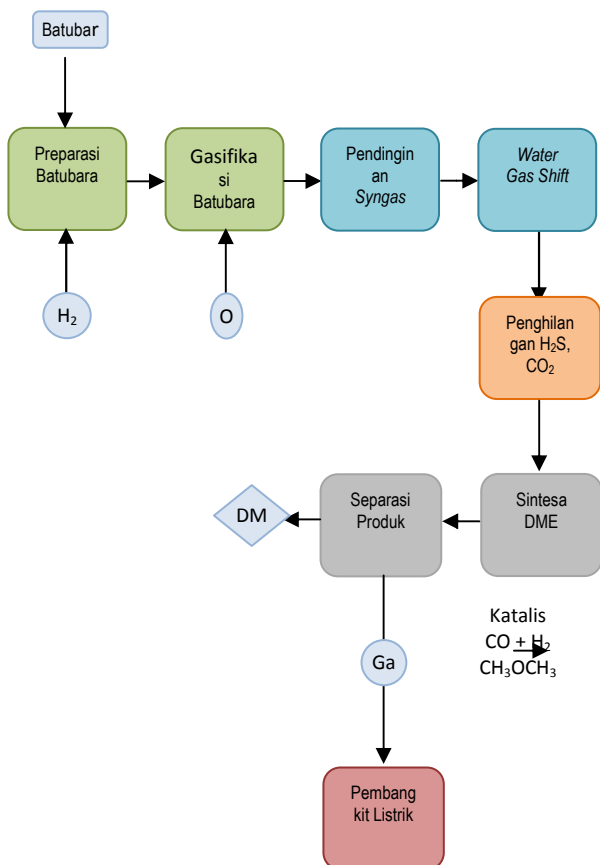 Batubar
Preparasi
Batubara
Gasifika
si
Batubara
Pendingin
an
Syngas
Water
Gas Shift
H₂
O
Penghilan
gan H₂S,
CO₂
DM
Separasi
Produk
Sintesa
DME
Katalis
CO + H₂
CH₃OCH₃
Ga
Pembang
kit Listrik